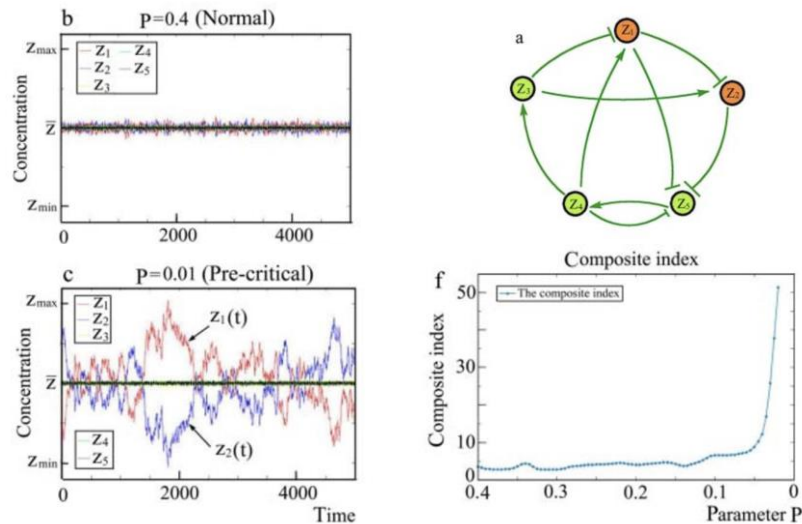 b
P=0.4 (Normal)
Concentration
Zmax
Z̅
Zmin
Z1 Z4
Z2 Z5
Z3
0 2000 4000
a
Z1
Z2
Z3
Z4
Z5
c
P=0.01 (Pre-critical)
Concentration
Zmax
Z̅
Zmin
Z1
Z2
Z3
z1(t)
z2(t)
Z4
Z5
0 2000 4000
Time
f
Composite index
Composite index
50
30
10
0
The composite index
0.4 0.3 0.2 0.1 0
Parameter P